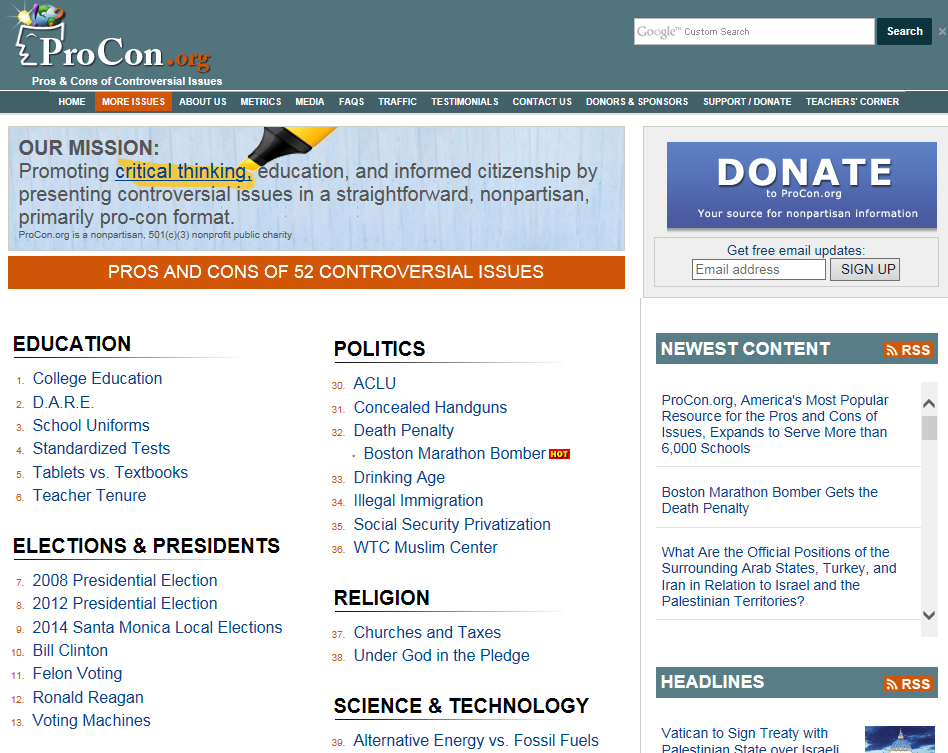 ProCon.org
Pros & Cons of Controversial Issues
Google™ Custom Search
Search
×
HOME
MORE ISSUES
ABOUT US
METRICS
MEDIA
FAQS
TRAFFIC
TESTIMONIALS
CONTACT US
DONORS & SPONSORS
SUPPORT / DONATE
TEACHERS' CORNER
OUR MISSION:
Promoting critical thinking, education, and informed citizenship by
presenting controversial issues in a straightforward, nonpartisan,
primarily pro-con format.
ProCon.org is a nonpartisan, 501(c)(3) nonprofit public charity
PROS AND CONS OF 52 CONTROVERSIAL ISSUES
EDUCATION
1. College Education
2. D.A.R.E.
3. School Uniforms
4. Standardized Tests
5. Tablets vs. Textbooks
6. Teacher Tenure
ELECTIONS & PRESIDENTS
7. 2008 Presidential Election
8. 2012 Presidential Election
9. 2014 Santa Monica Local Elections
10. Bill Clinton
11. Felon Voting
12. Ronald Reagan
13. Voting Machines
POLITICS
30. ACLU
31. Concealed Handguns
32. Death Penalty
• Boston Marathon Bomber HOT
33. Drinking Age
34. Illegal Immigration
35. Social Security Privatization
36. WTC Muslim Center
RELIGION
37. Churches and Taxes
38. Under God in the Pledge
SCIENCE & TECHNOLOGY
39. Alternative Energy vs. Fossil Fuels
DONATE
to ProCon.org
Your source for nonpartisan information
Get free email updates:
Email address
SIGN UP
NEWEST CONTENT
RSS
ProCon.org, America's Most Popular
Resource for the Pros and Cons of
Issues, Expands to Serve More than
6,000 Schools
Boston Marathon Bomber Gets the
Death Penalty
What Are the Official Positions of the
Surrounding Arab States, Turkey, and
Iran in Relation to Israel and the
Palestinian Territories?
HEADLINES
RSS
Vatican to Sign Treaty with
Palestinian State over Israeli